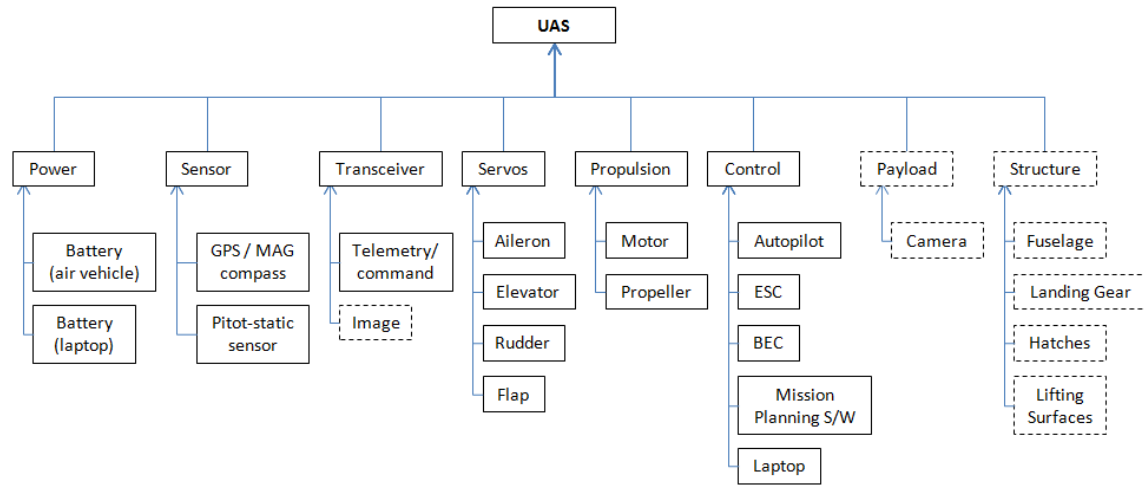 UAS
Power
Sensor
Transceiver
Servos
Propulsion
Control
Payload
Structure
Battery
(air vehicle)
Battery
(laptop)
GPS / MAG
compass
Pitot-static
sensor
Telemetry/
command
Image
Aileron
Elevator
Rudder
Flap
Motor
Propeller
Autopilot
ESC
BEC
Mission
Planning S/W
Laptop
Camera
Fuselage
Landing Gear
Hatches
Lifting
Surfaces